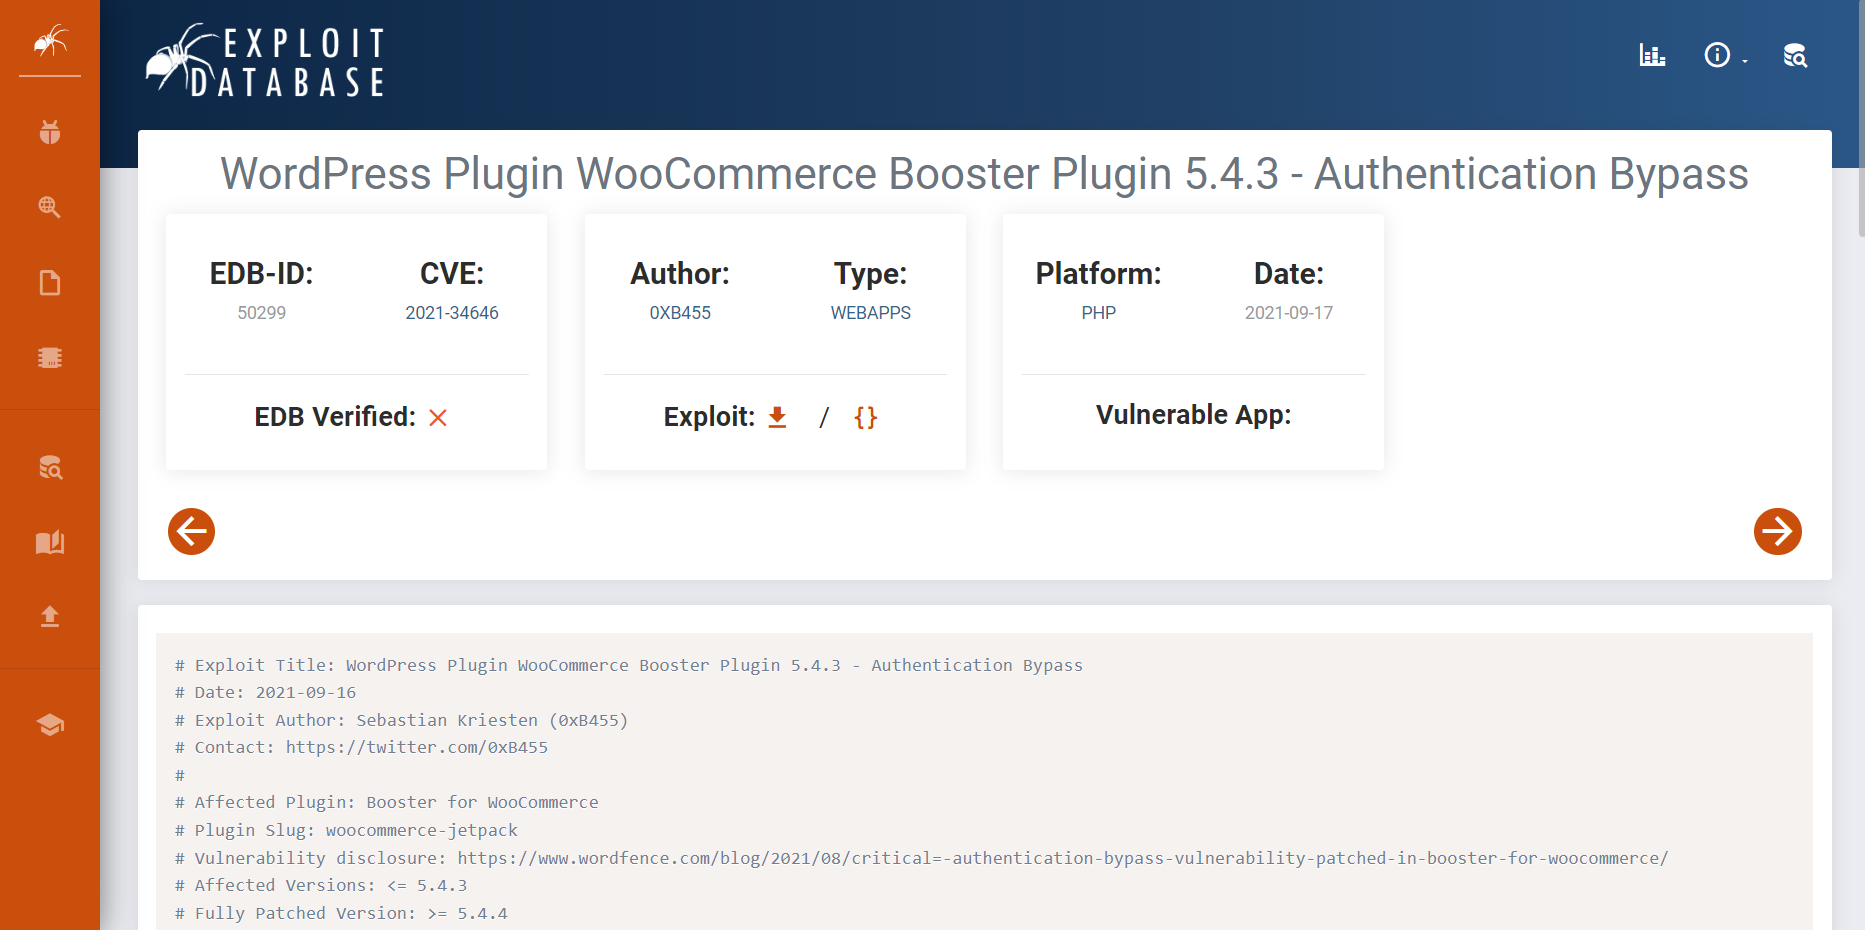 EXPLOIT
DATABASE
WordPress Plugin WooCommerce Booster Plugin 5.4.3 - Authentication Bypass
EDB-ID:
50299
CVE:
2021-34646
EDB Verified:
Author:
0XB455
Type:
WEBAPPS
Exploit: / {}
Platform:
PHP
Date:
2021-09-17
Vulnerable App:
# Exploit Title: WordPress Plugin WooCommerce Booster Plugin 5.4.3 - Authentication Bypass
# Date: 2021-09-16
# Exploit Author: Sebastian Kriesten (0xB455)
# Contact: https://twitter.com/0xB455
#
# Affected Plugin: Booster for WooCommerce
# Plugin Slug: woocommerce-jetpack
# Vulnerability disclosure: https://www.wordfence.com/blog/2021/08/critical=-authentication-bypass-vulnerability-patched-in-booster-for-woocommerce/
# Affected Versions: <= 5.4.3
# Fully Patched Version: >= 5.4.4